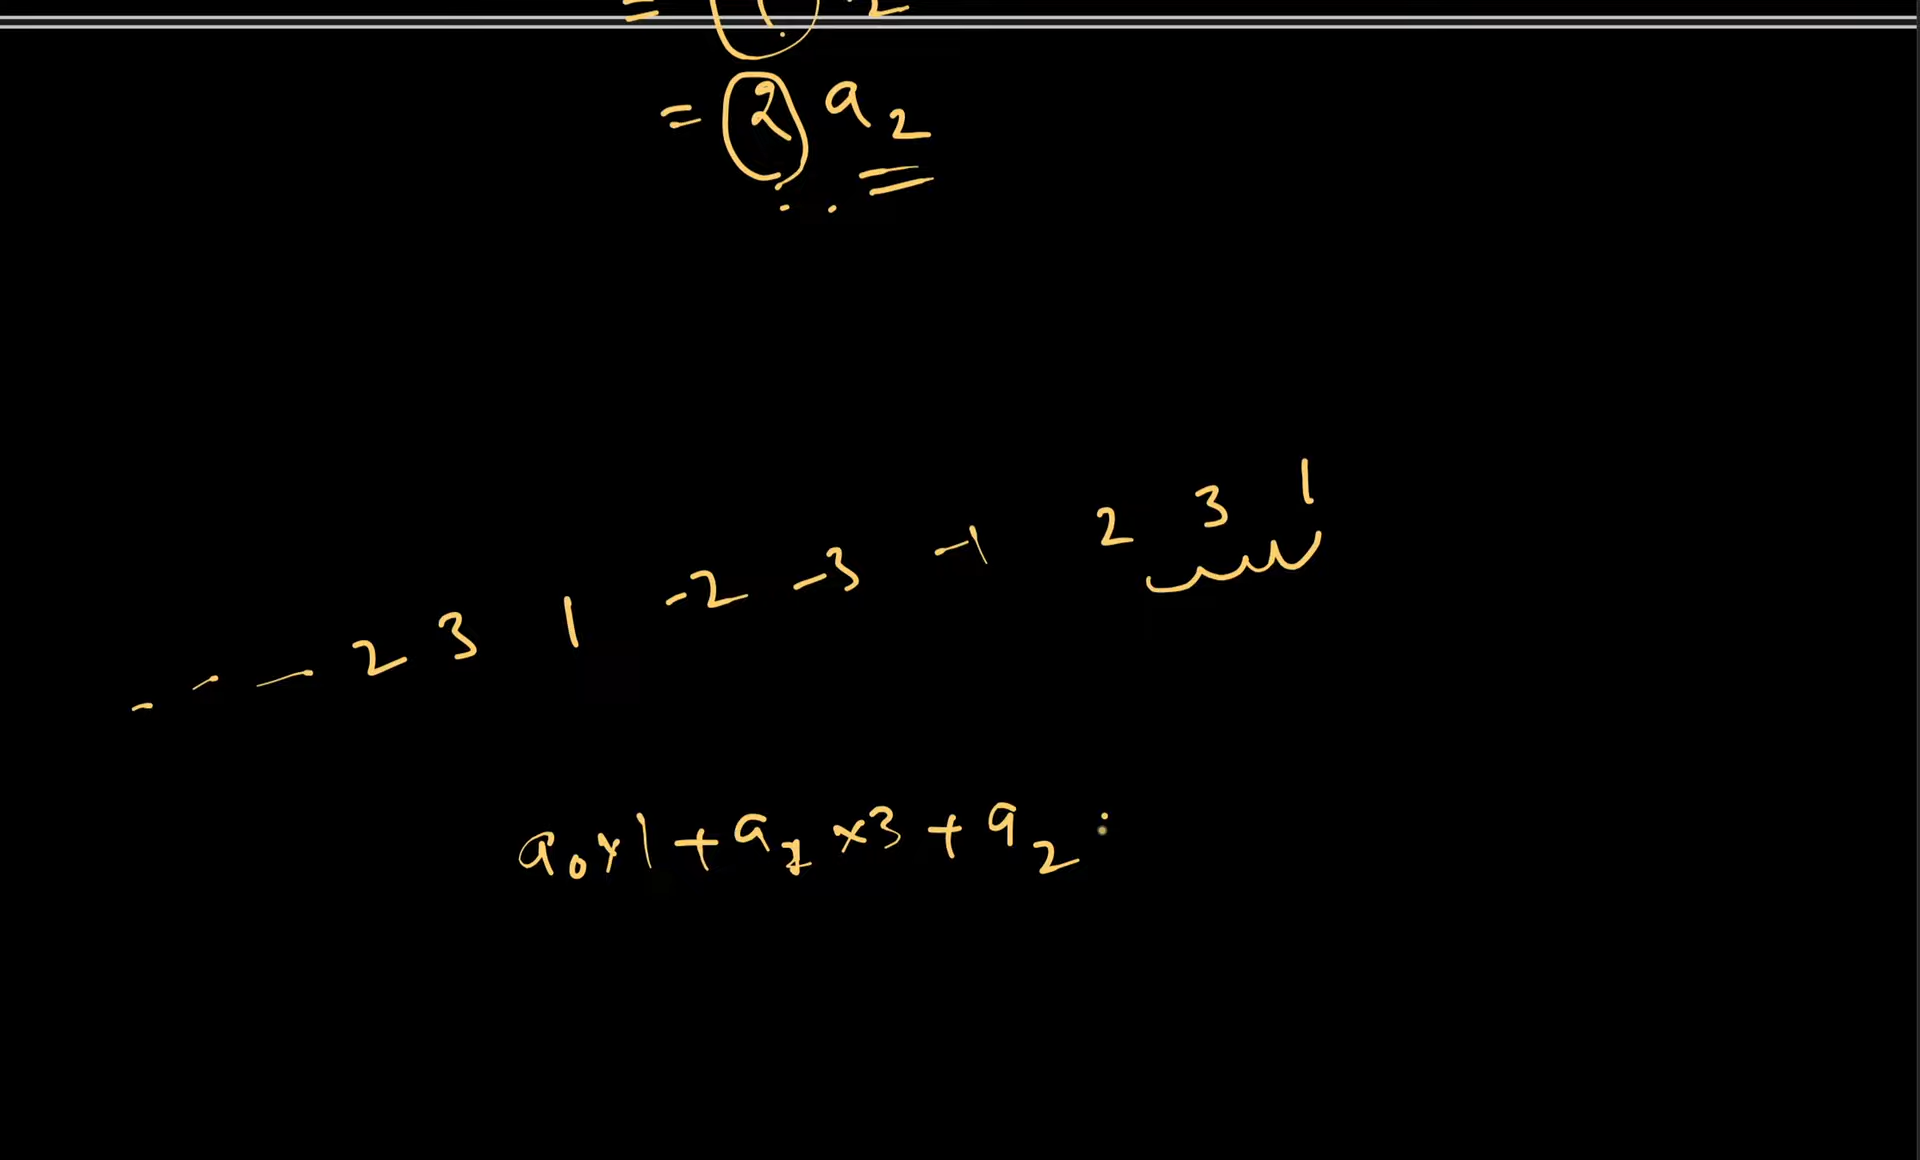 = 2 a2
... 2 3 1 -2 -3 -1 2 3 1
a0×1 + a1×3 + a2